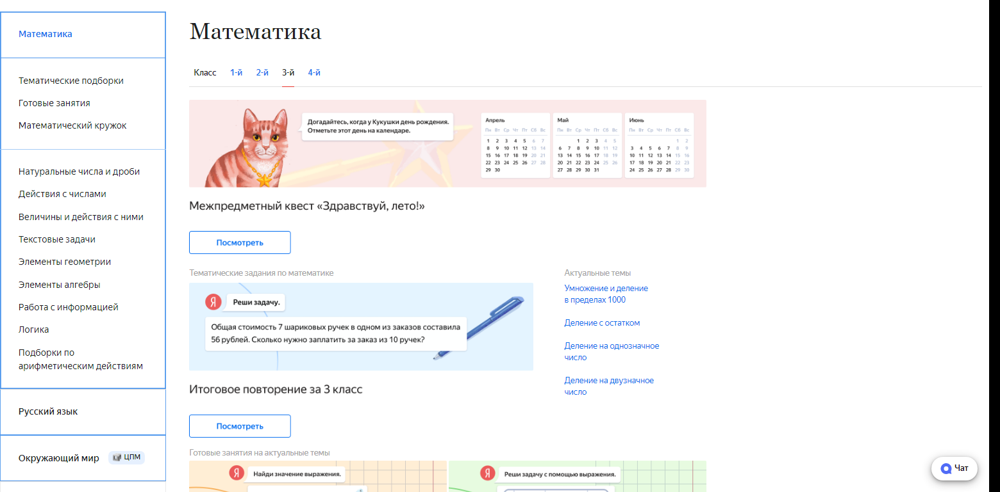 Математика
Тематические подборки
Готовые занятия
Математический кружок
Натуральные числа и дроби
Действия с числами
Величины и действия с ними
Текстовые задачи
Элементы геометрии
Элементы алгебры
Работа с информацией
Логика
Подборки по
арифметическим действиям
Русский язык
Окружающий мир ЦПМ
Математика
Класс 1-й 2-й 3-й 4-й
Догадайтесь, когда у Кукушки день рождения.
Отметьте этот день на календаре.
Апрель
Пн Вт Ср Чт Пт Сб Вс
1 2 3 4 5 6 7
8 9 10 11 12 13 14
15 16 17 18 19 20 21
22 23 24 25 26 27 28
29 30
Май
Пн Вт Ср Чт Пт Сб Вс
1 2 3 4 5
6 7 8 9 10 11 12
13 14 15 16 17 18 19
20 21 22 23 24 25 26
27 28 29 30 31
Июнь
Пн Вт Ср Чт Пт Сб Вс
1 2
3 4 5 6 7 8 9
10 11 12 13 14 15 16
17 18 19 20 21 22 23
24 25 26 27 28 29 30
Межпредметный квест «Здравствуй, лето!»
Посмотреть
Тематические задания по математике
Я Реши задачу.
Общая стоимость 7 шариковых ручек в одном из заказов составила
56 рублей. Сколько нужно заплатить за заказ из 10 ручек?
Итоговое повторение за 3 класс
Посмотреть
Актуальные темы
Умножение и деление
в пределах 1000
Деление с остатком
Деление на однозначное
число
Деление на двузначное
число
Готовые занятия на актуальные темы
Я Найди значение выражения.
Я Реши задачу с помощью выражения.
Чат